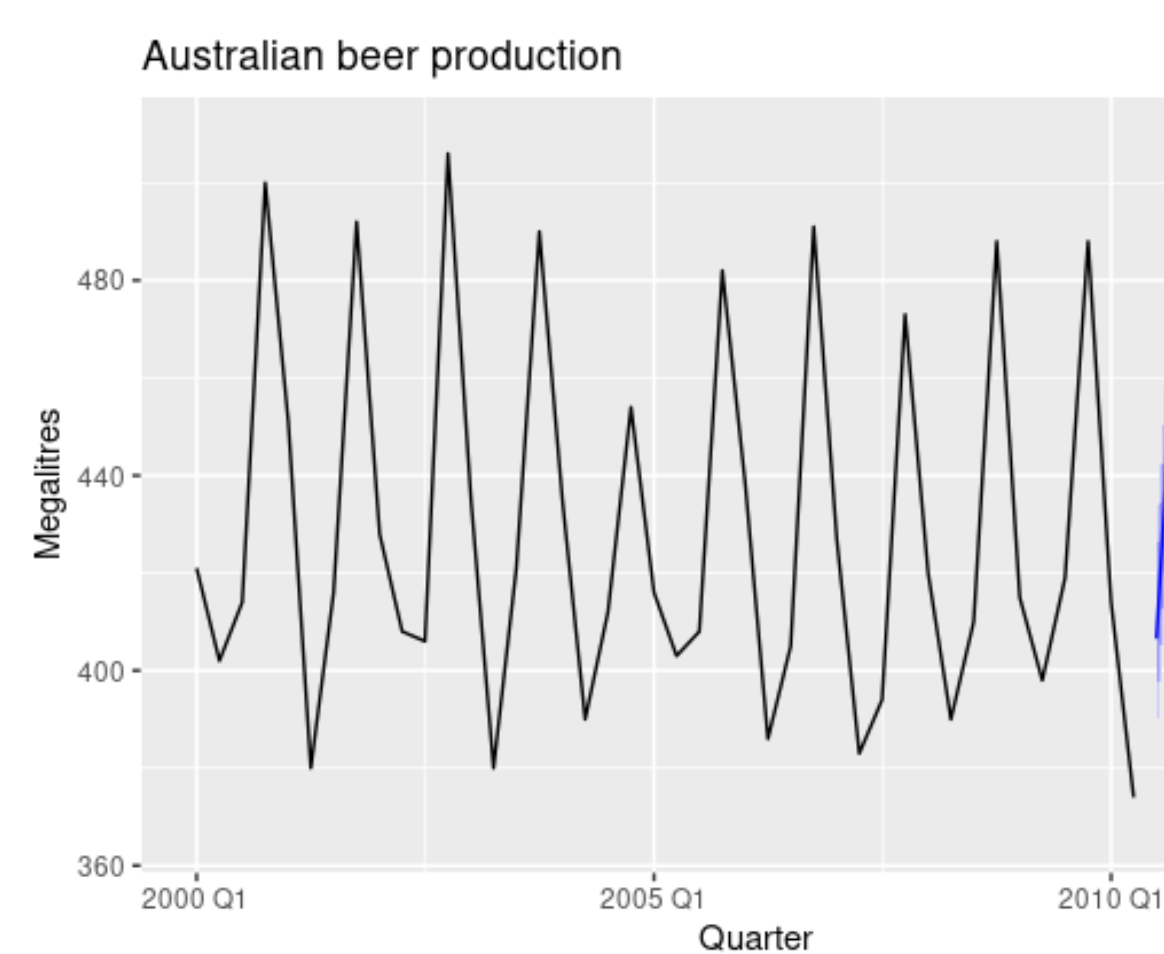 Australian beer production
Megalitres
480
440
400
360
2000 Q1
2005 Q1
2010 Q1
Quarter